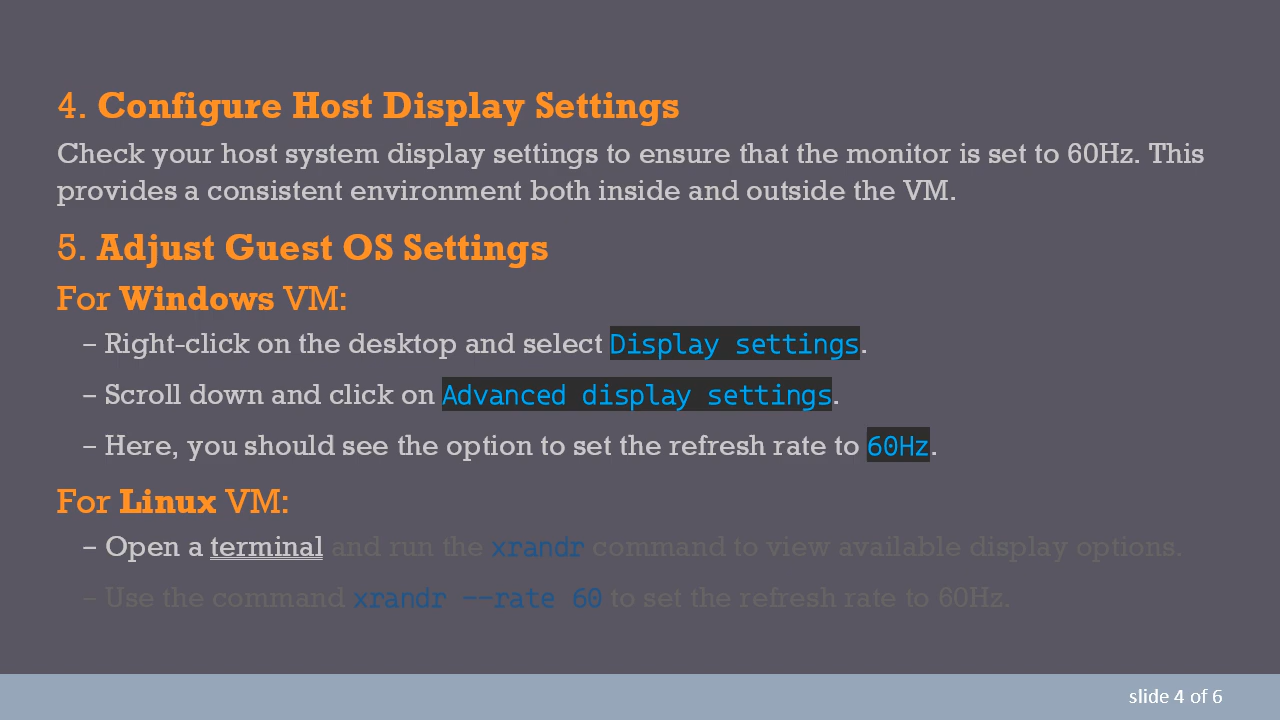 4. Configure Host Display Settings
Check your host system display settings to ensure that the monitor is set to 60Hz. This
provides a consistent environment both inside and outside the VM.
5. Adjust Guest OS Settings
For Windows VM:
– Right-click on the desktop and select Display settings.
– Scroll down and click on Advanced display settings.
– Here, you should see the option to set the refresh rate to 60Hz.
For Linux VM:
– Open a terminal and run the xrandr command to view available display options.
– Use the command xrandr --rate 60 to set the refresh rate to 60Hz.
slide 4 of 6